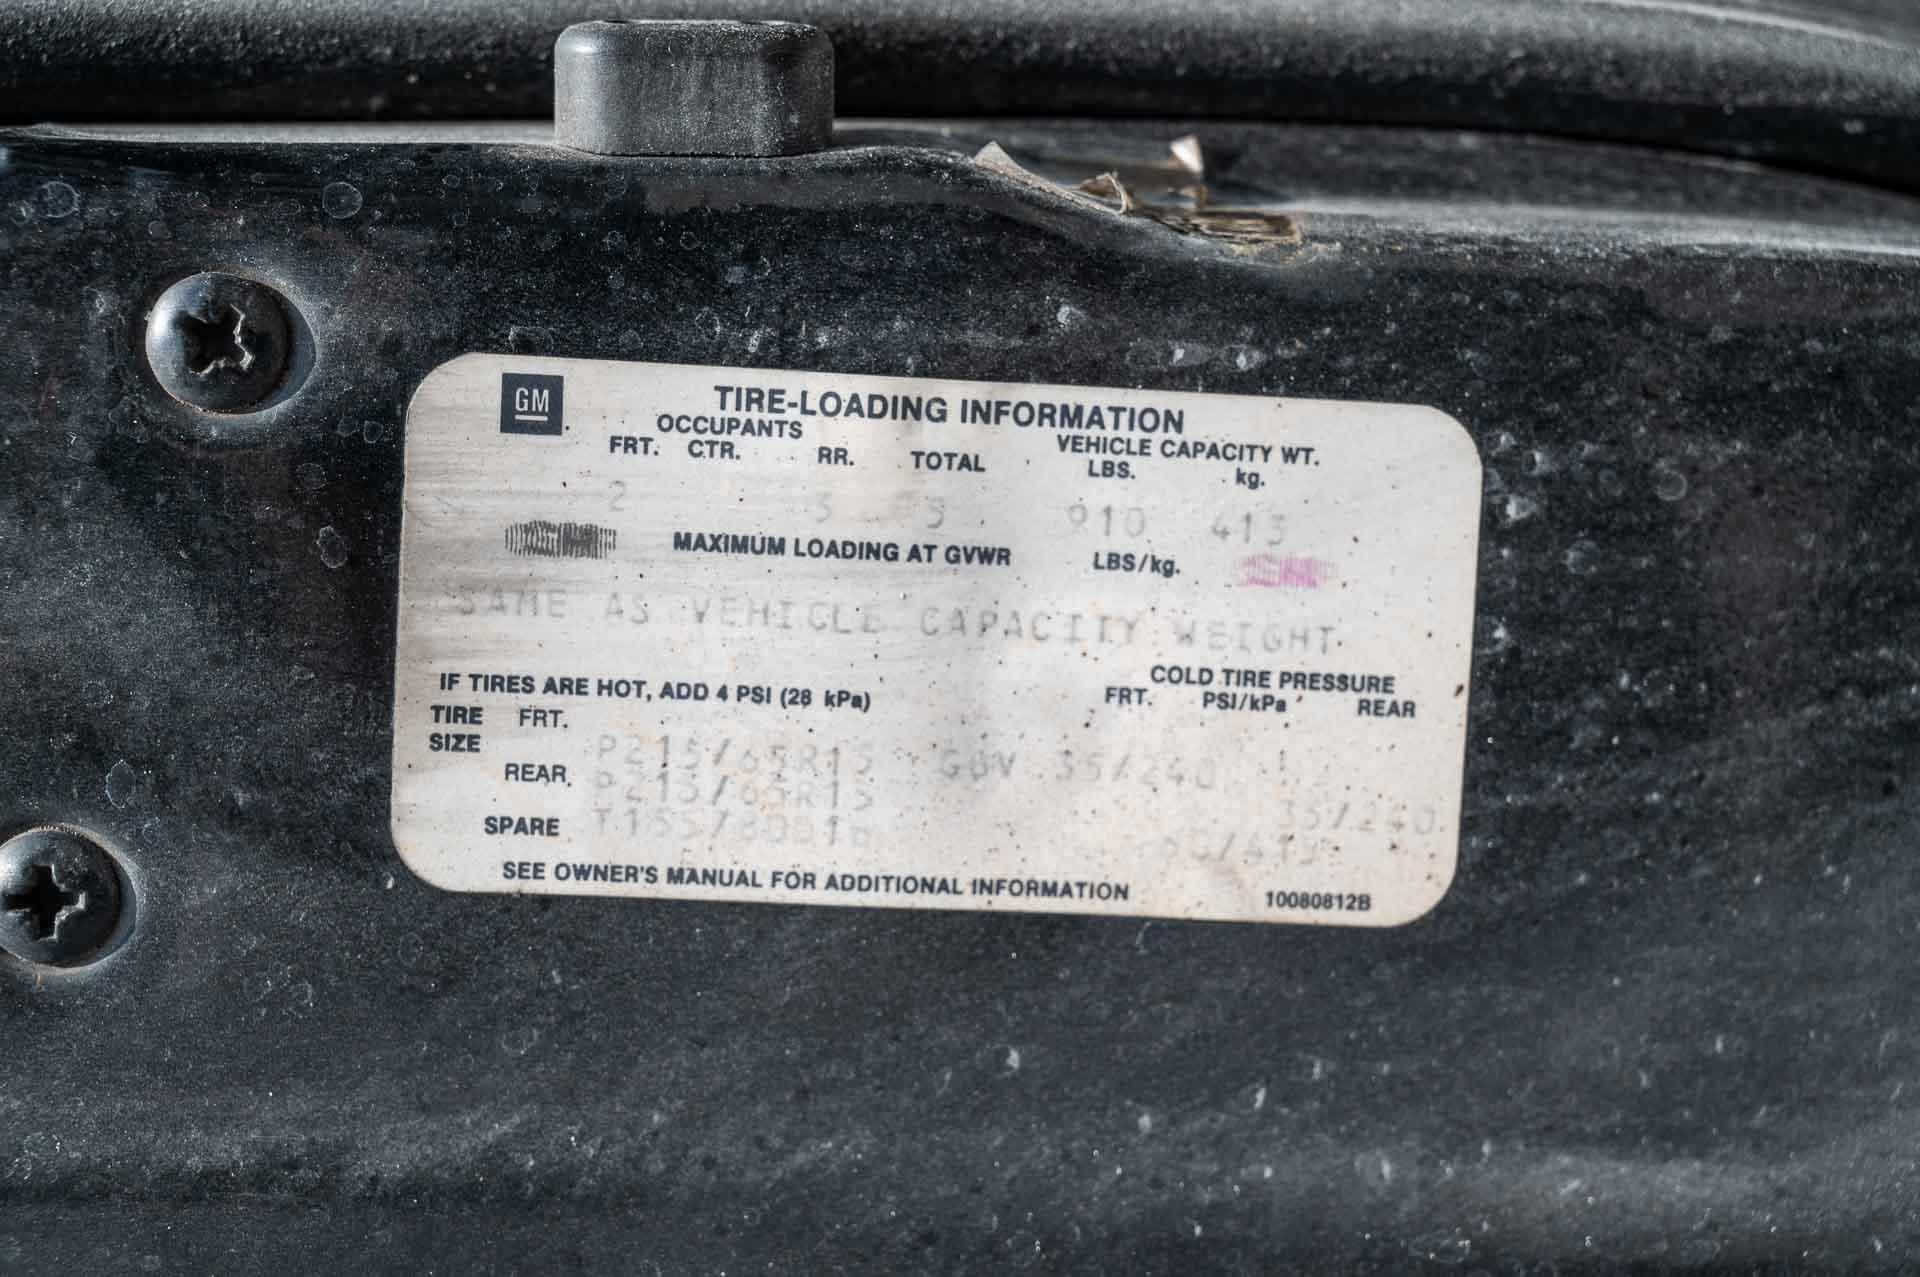 GM
TIRE-LOADING INFORMATION
OCCUPANTS VEHICLE CAPACITY WT.
FRT. CTR. RR. TOTAL LBS. kg.
2 3 5 910 413
MAXIMUM LOADING AT GVWR LBS/kg.
SAME AS VEHICLE CAPACITY WEIGHT
IF TIRES ARE HOT, ADD 4 PSI (28 kPa) COLD TIRE PRESSURE
FRT. PSI/kPa REAR
TIRE SIZE FRT. P215/65R15 35/240
REAR P215/65R15 35/240
SPARE 60/415
SEE OWNER'S MANUAL FOR ADDITIONAL INFORMATION 10080812B